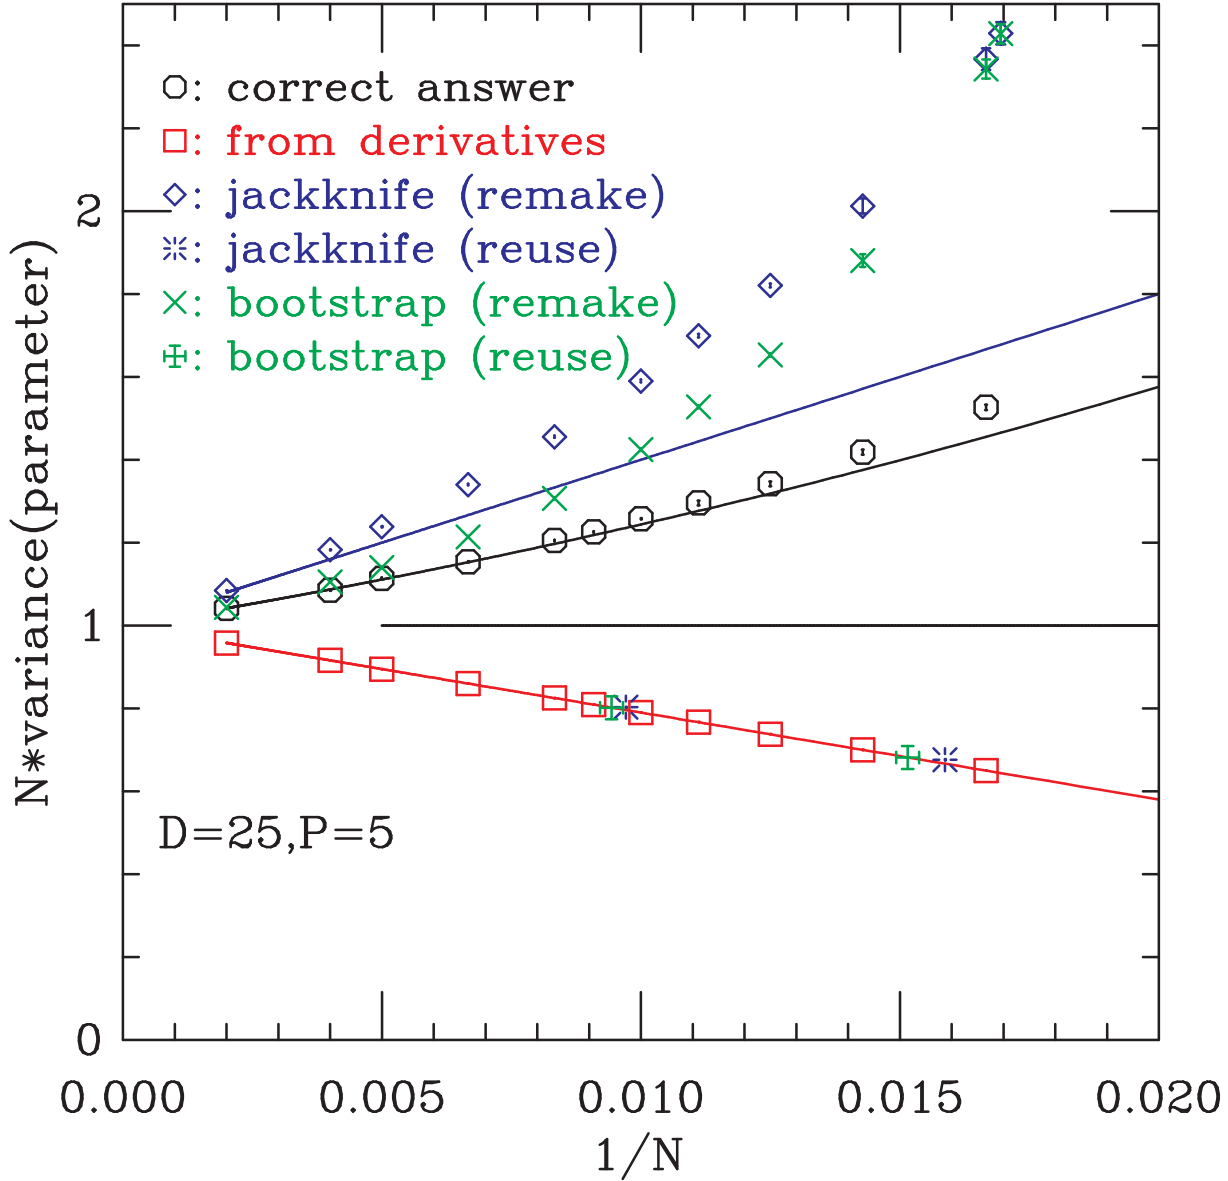 ○: correct answer
□: from derivatives
◇: jackknife (remake)
jackknife (reuse)
×: bootstrap (remake)
bootstrap (reuse)
2
1
0
N*variance(parameter)
D=25,P=5
0.000 0.005 0.010 0.015 0.020
1/N